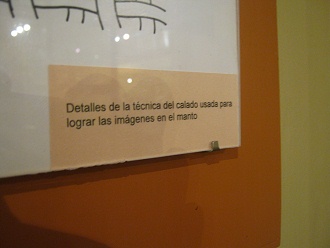 Detalles de la técnica del calado usada para
lograr las imágenes en el manto